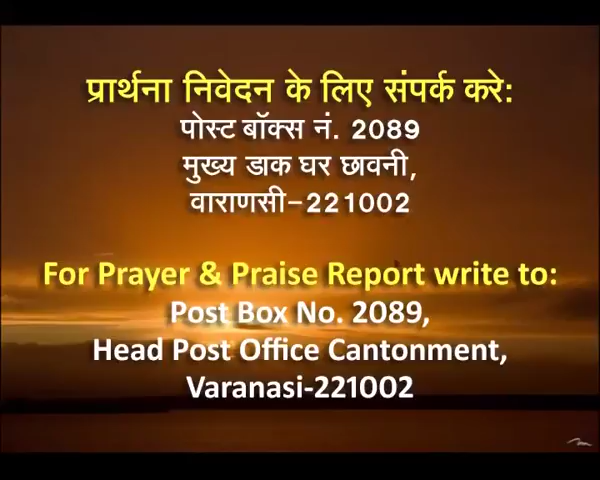 प्रार्थना निवेदन के लिए संपर्क करे:
पोस्ट बॉक्स नं. 2089
मुख्य डाक घर छावनी,
वाराणसी-221002
For Prayer & Praise Report write to:
Post Box No. 2089,
Head Post Office Cantonment,
Varanasi-221002